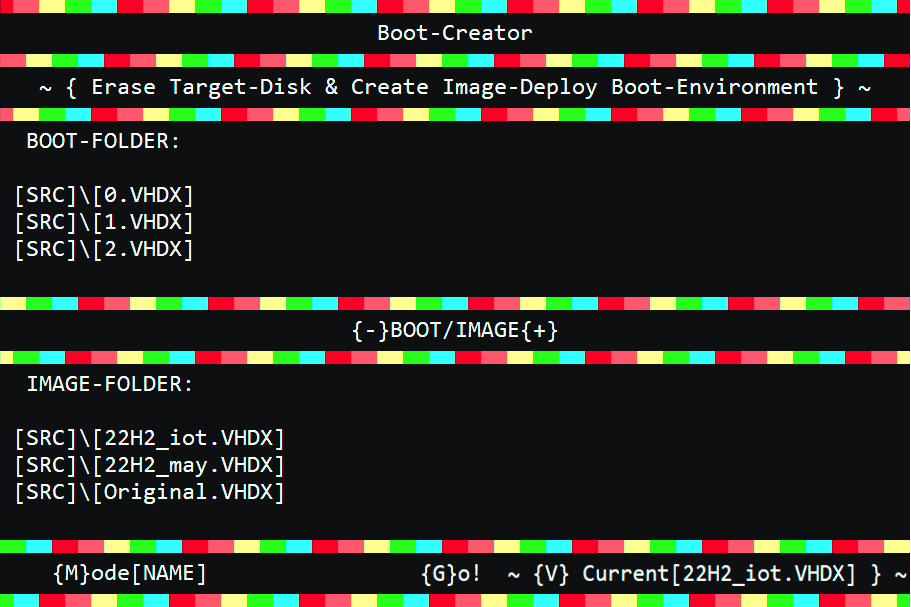 Boot-Creator
~ { Erase Target-Disk & Create Image-Deploy Boot-Environment } ~
BOOT-FOLDER:
[SRC]\[0.VHDX]
[SRC]\[1.VHDX]
[SRC]\[2.VHDX]
{-}BOOT/IMAGE{+}
IMAGE-FOLDER:
[SRC]\[22H2_iot.VHDX]
[SRC]\[22H2_may.VHDX]
[SRC]\[Original.VHDX]
{M}ode[NAME] {G}o! ~ {V} Current[22H2_iot.VHDX] } ~